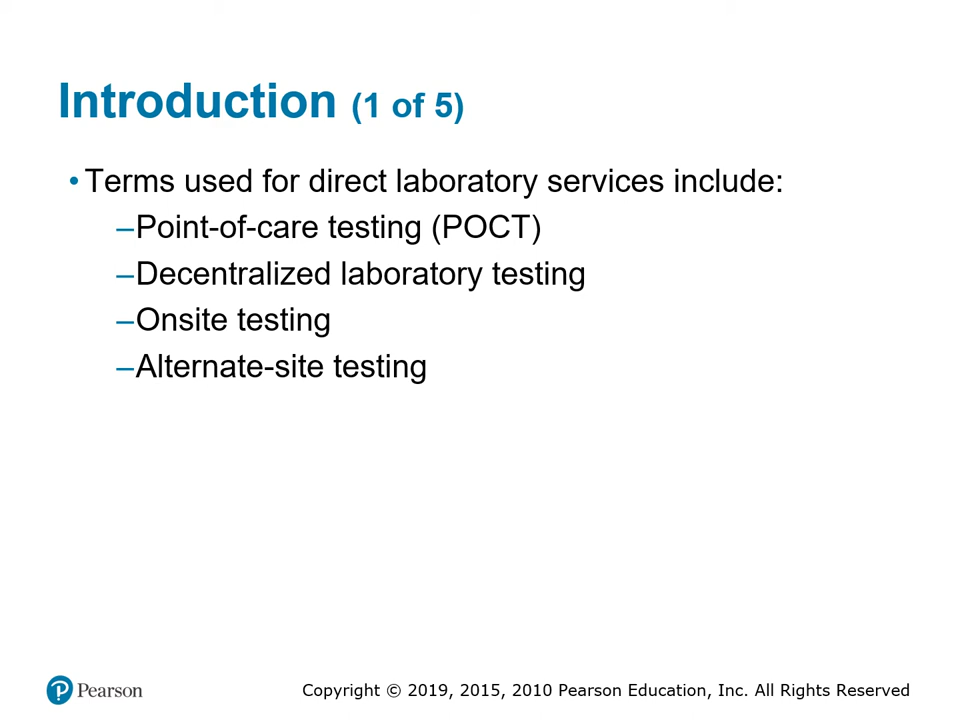 Introduction (1 of 5)
• Terms used for direct laboratory services include:
–Point-of-care testing (POCT)
–Decentralized laboratory testing
–Onsite testing
–Alternate-site testing
P Pearson
Copyright © 2019, 2015, 2010 Pearson Education, Inc. All Rights Reserved